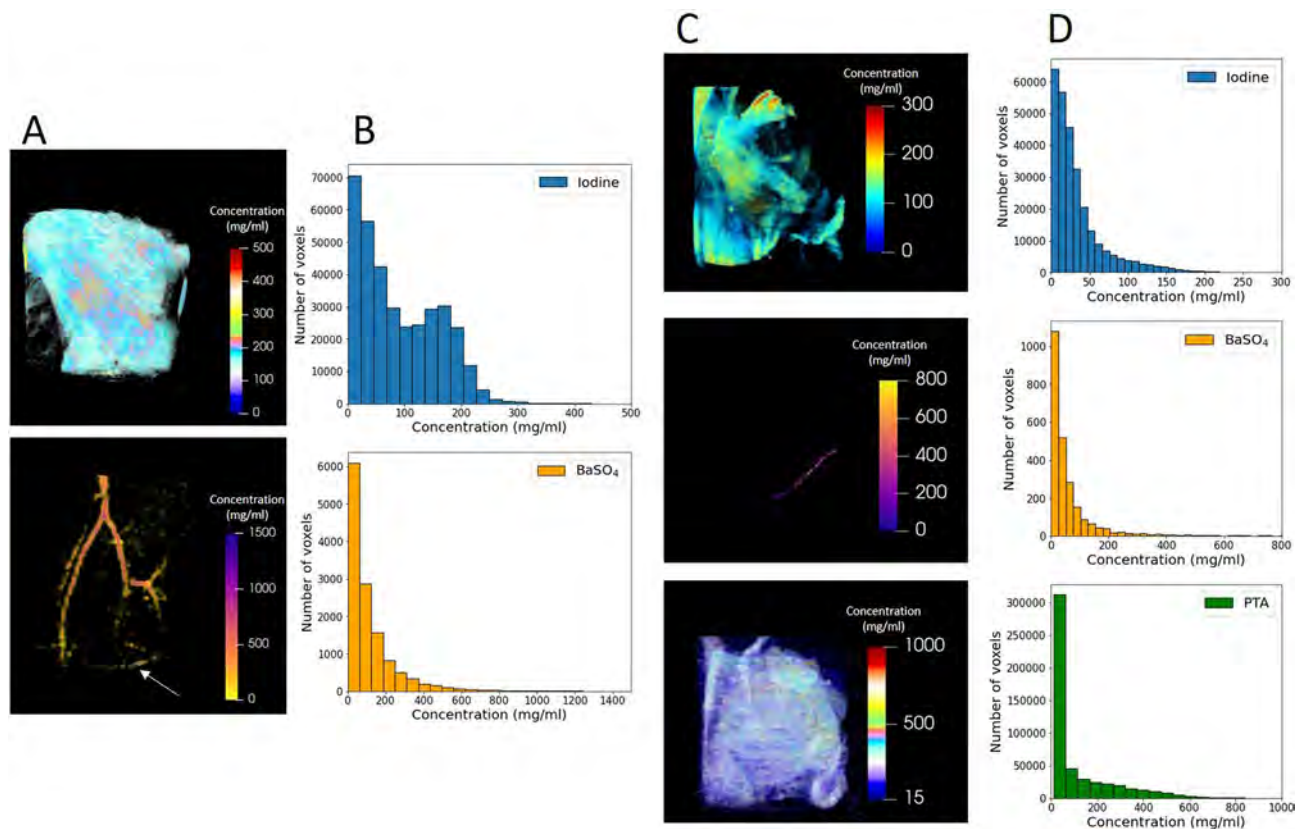 A
Concentration
(mg/ml)
500
400
300
200
100
0
Concentration
(mg/ml)
1500
1000
500
0
B
Number of voxels
70000
60000
50000
40000
30000
20000
10000
0
Iodine
0 100 200 300 400 500
Concentration (mg/ml)
Number of voxels
6000
5000
4000
3000
2000
1000
0
BaSO₄
0 200 400 600 800 1000 1200 1400
Concentration (mg/ml)
C
Concentration
(mg/ml)
300
200
100
0
Concentration
(mg/ml)
800
600
400
200
0
Concentration
(mg/ml)
1000
500
15
D
Number of voxels
60000
50000
40000
30000
20000
10000
0
Iodine
0 50 100 150 200 250 300
Concentration (mg/ml)
Number of voxels
1000
800
600
400
200
0
BaSO₄
0 200 400 600 800
Concentration (mg/ml)
Number of voxels
300000
250000
200000
150000
100000
50000
0
PTA
0 200 400 600 800 1000
Concentration (mg/ml)